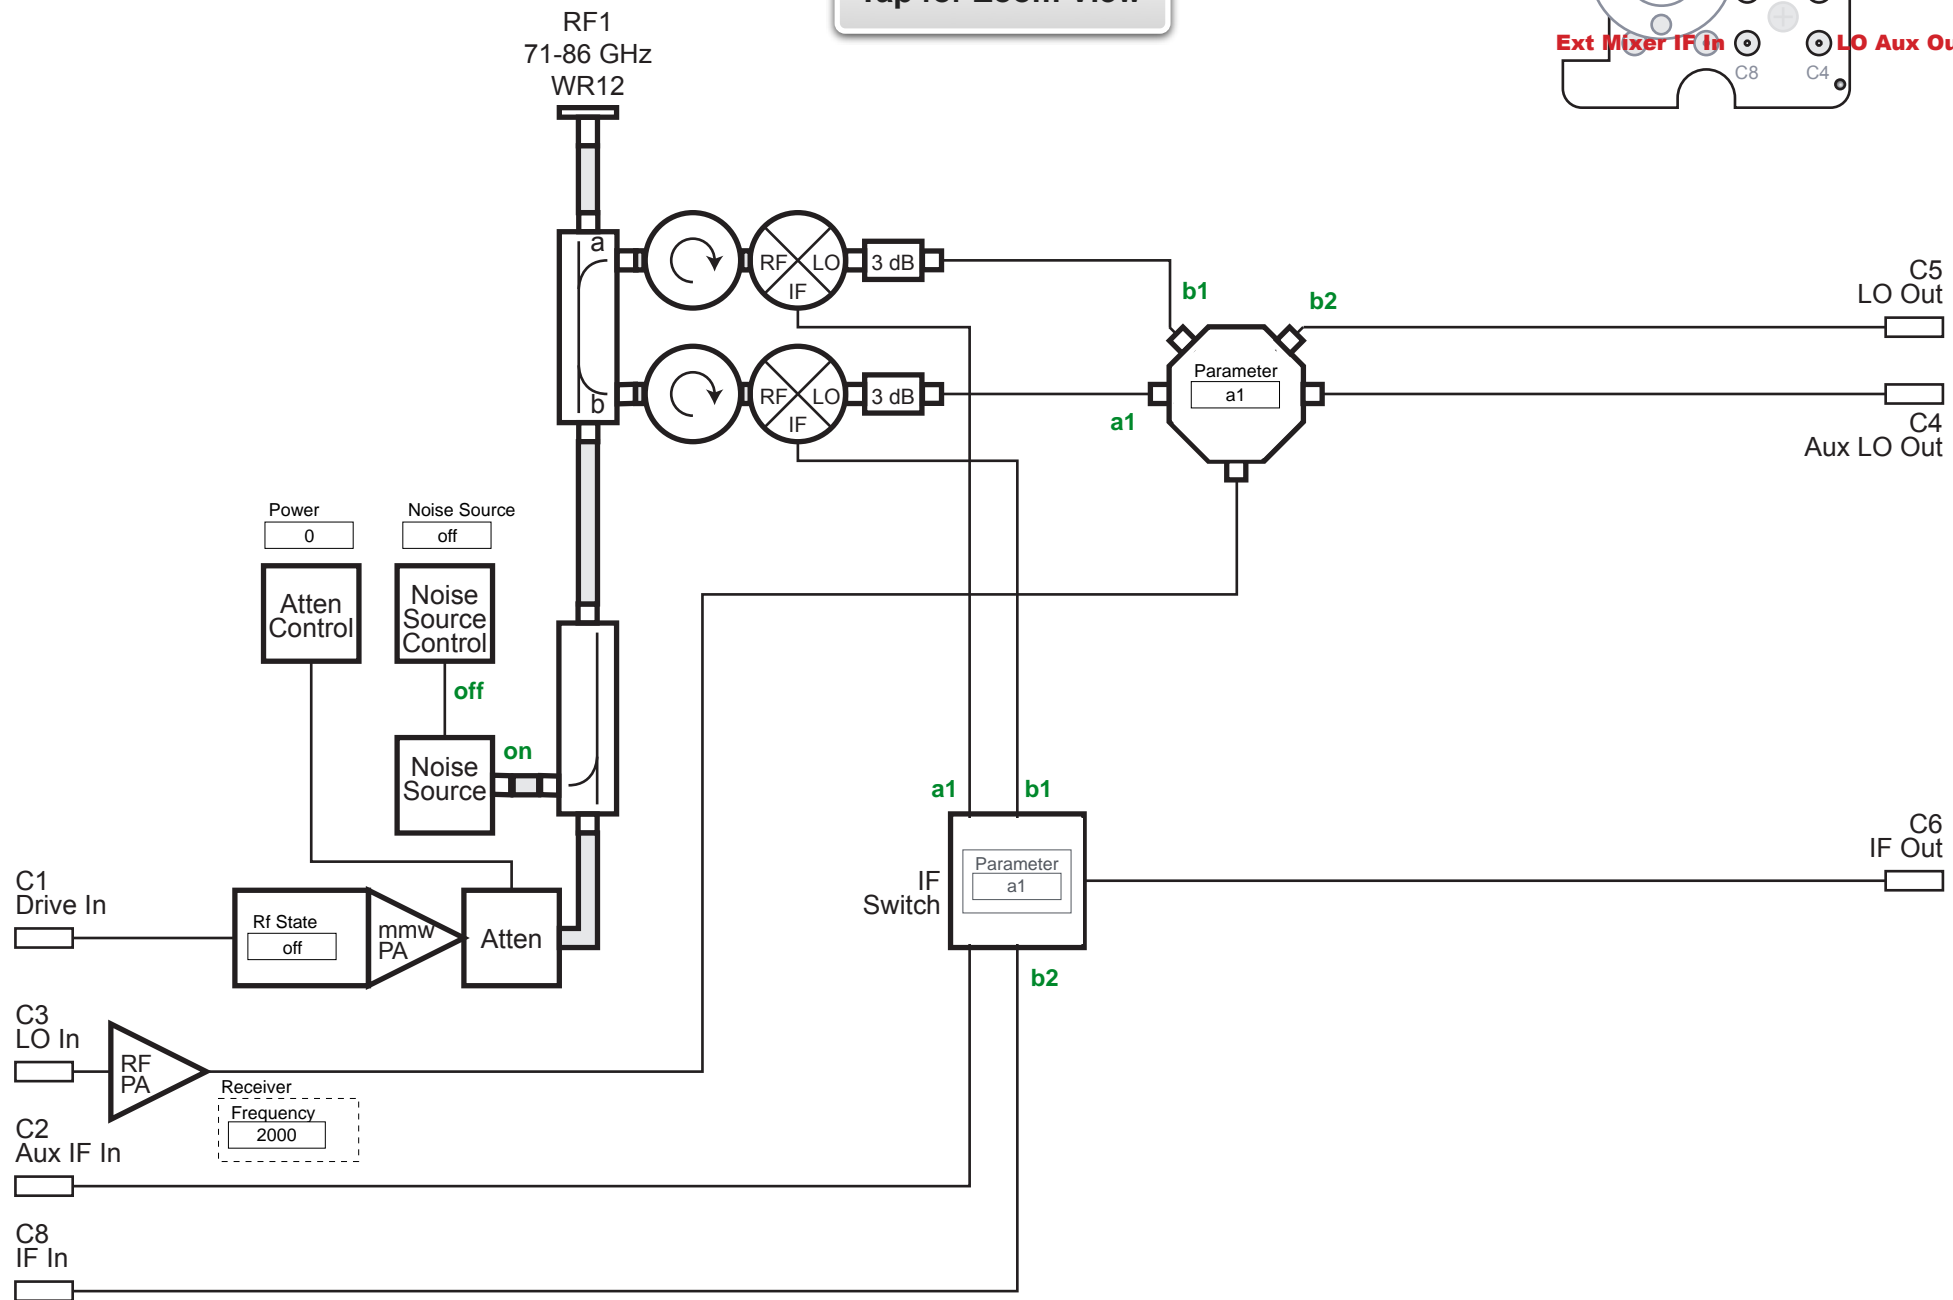 Tap for Zoom View
RF1
71-86 GHz
WR12
Ext Mixer IF In
LO Aux Ou
C8
C4
a
RF
LO
IF
3 dB
b1
b2
C5
LO Out
b
RF
LO
IF
3 dB
a1
Parameter
a1
C4
Aux LO Out
Power
0
Noise Source
off
Atten
Control
Noise
Source
Control
off
on
Noise
Source
a1
b1
C6
IF Out
IF
Switch
Parameter
a1
C1
Drive In
Rf State
off
mmw
PA
Atten
b2
C3
LO In
RF
PA
Receiver
Frequency
2000
C2
Aux IF In
C8
IF In